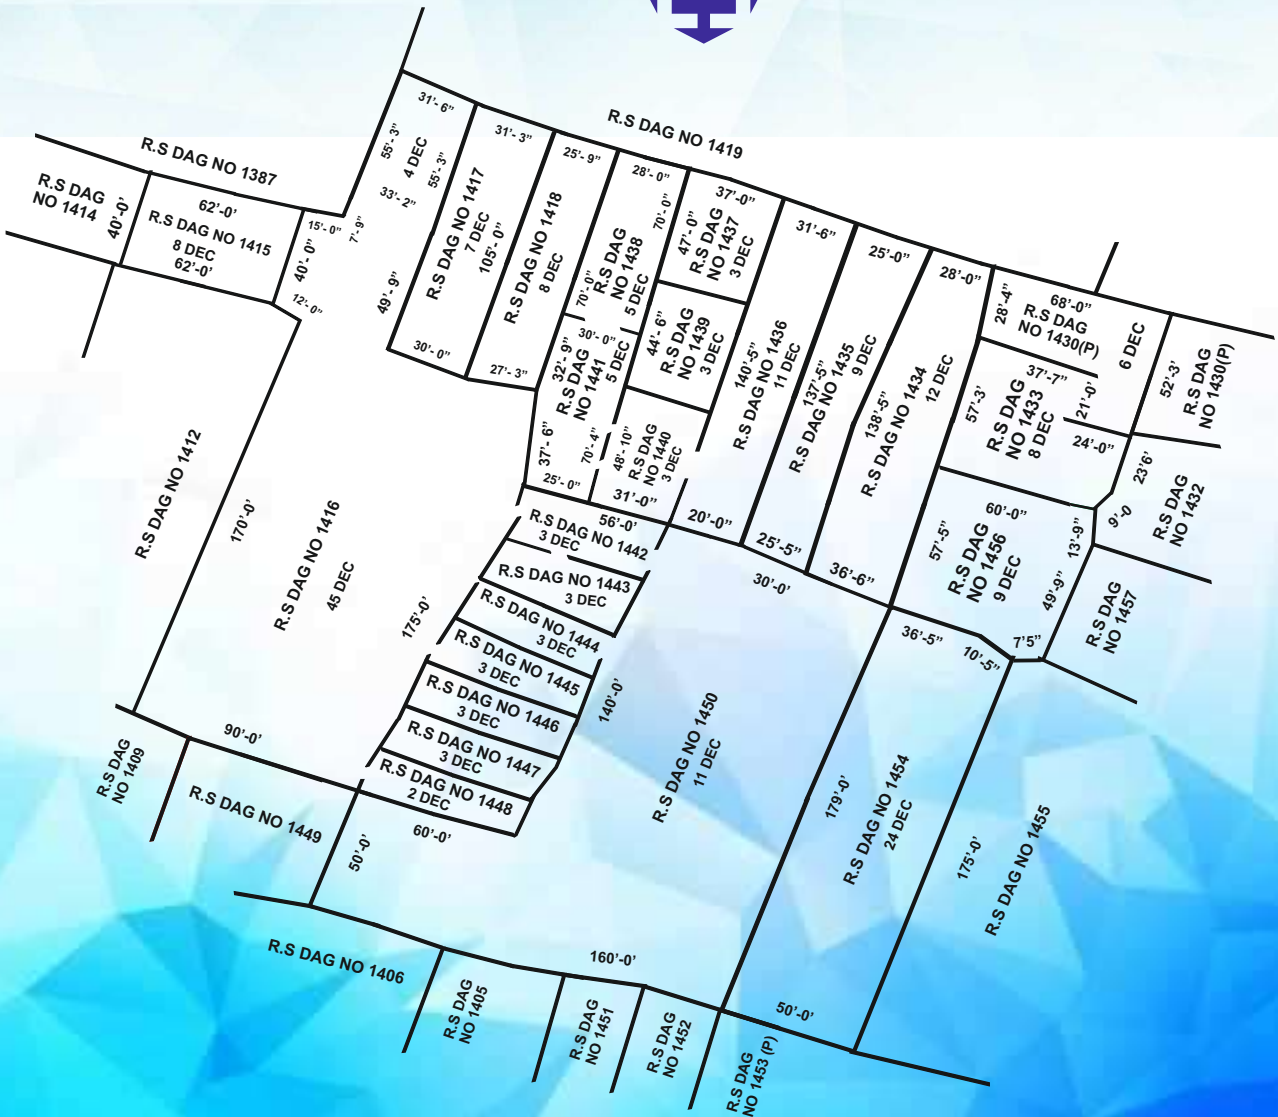 R.S DAG NO 1419
R.S DAG NO 1387
R.S DAG
NO 1414
40'-0'
62'-0'
R.S DAG NO 1415
8 DEC
62'-0'
15'- 0"
7'- 9"
40'- 0'
12'- 0"
31'- 6"
55'- 3"
4 DEC
55'- 3"
33'- 2"
49'- 9"
31'- 3"
R.S DAG NO 1417
7 DEC
105'- 0"
30'- 0"
25'- 9"
R.S DAG NO 1418
8 DEC
27'- 3"
28'- 0"
70'- 0"
R.S DAG
NO 1438
5 DEC
70'- 0"
30'- 0"
32'- 9"
R.S DAG
NO 1441
5 DEC
37'- 6"
70'- 4"
25'- 0"
37'-0"
47'- 0"
R.S DAG
NO 1437
3 DEC
44'- 6"
R.S DAG
NO 1439
3 DEC
48'- 10"
R.S DAG
NO 1440
3 DEC
31'-0"
31'-6"
140'-5"
R.S DAG NO 1436
11 DEC
20'-0"
25'-0"
137'-5"
R.S DAG NO 1435
9 DEC
25'-5"
28'-0"
138'-5"
R.S DAG NO 1434
12 DEC
36'-6"
28'-4"
68'-0"
R.S DAG
NO 1430(P)
6 DEC
52'-3'
R.S DAG
NO 1430(P)
37'-7"
57'-3'
R.S DAG
NO 1433
8 DEC
21'-0'
24'-0"
23'6'
9'-0
R.S DAG
NO 1432
60'-0"
57'-5"
R.S DAG
NO 1456
9 DEC
13'-9"
49'-9"
R.S DAG
NO 1457
36'-5"
10'-5"
7'5"
R.S DAG NO 1412
170'-0'
R.S DAG NO 1416
45 DEC
175'-0'
90'-0'
56'-0'
R.S DAG NO 1442
3 DEC
R.S DAG NO 1443
3 DEC
R.S DAG NO 1444
3 DEC
R.S DAG NO 1445
3 DEC
R.S DAG NO 1446
3 DEC
R.S DAG NO 1447
3 DEC
R.S DAG NO 1448
2 DEC
60'-0'
140'-0'
30'-0'
R.S DAG NO 1450
11 DEC
179'-0'
R.S DAG NO 1454
24 DEC
175'-0'
R.S DAG NO 1455
R.S DAG
NO 1409
R.S DAG NO 1449
50'-0'
R.S DAG NO 1406
160'-0'
50'-0'
R.S DAG
NO 1405
R.S DAG
NO 1451
R.S DAG
NO 1452
R.S DAG
NO 1453 (P)